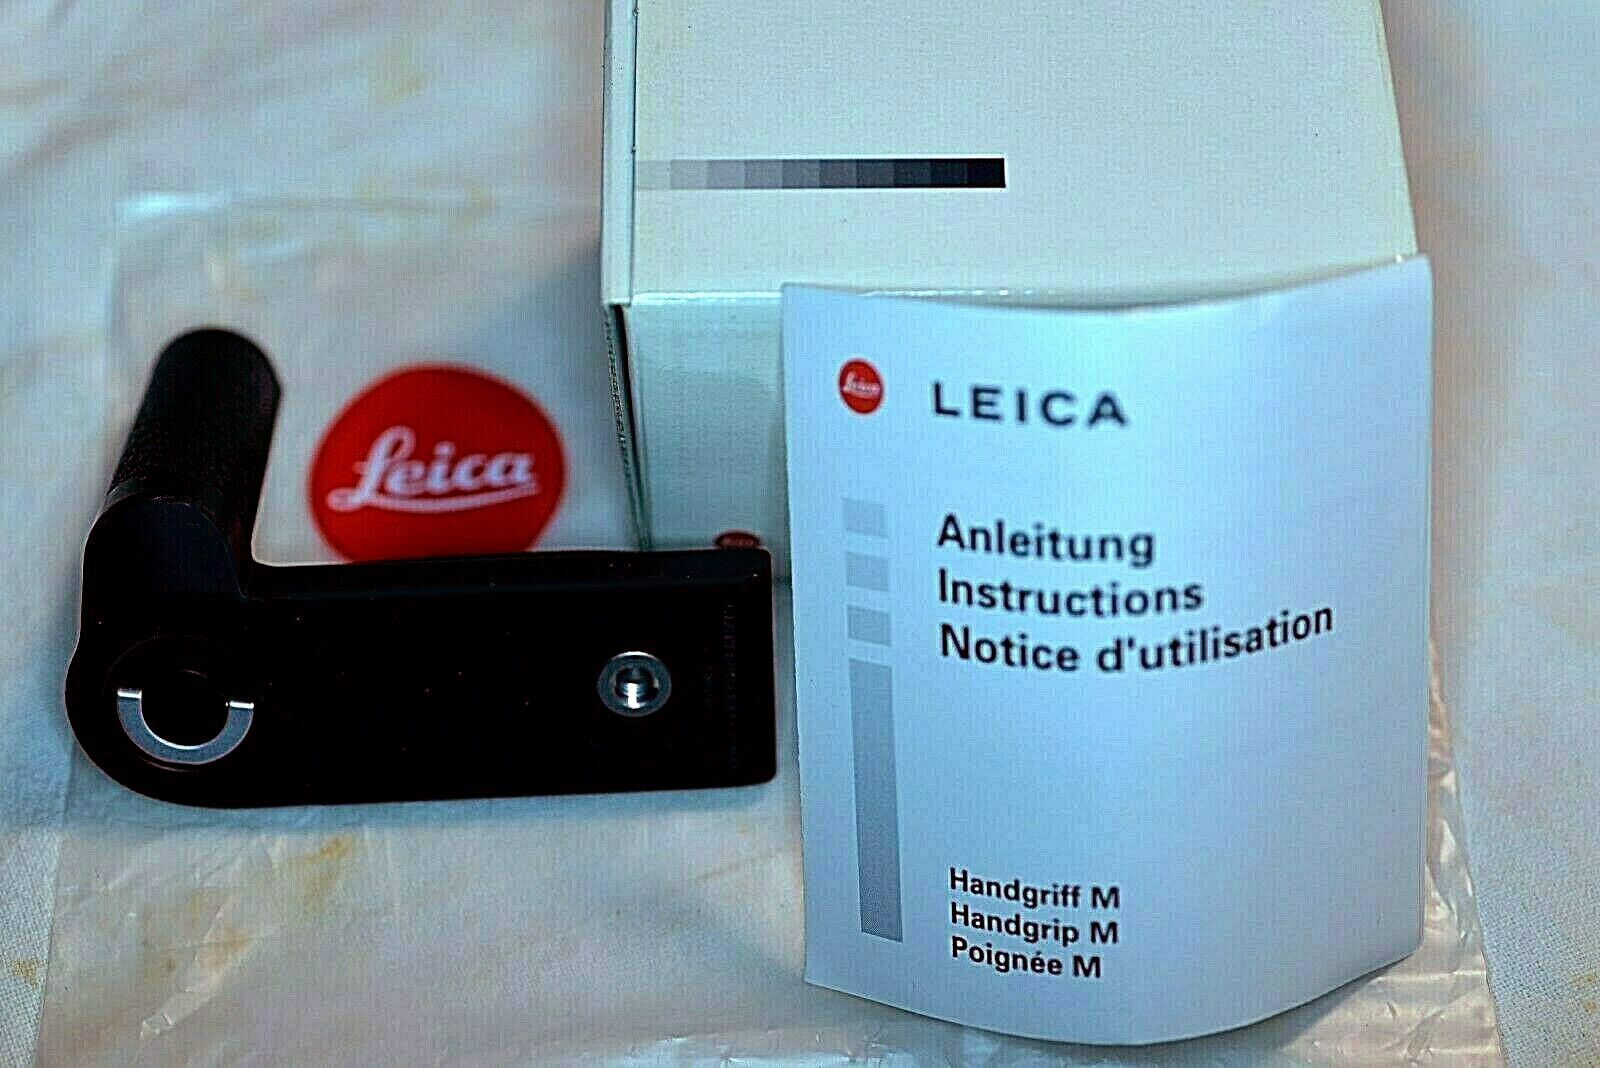 Leica
Leica
LEICA
Anleitung
Instructions
Notice d'utilisation
Handgriff M
Handgrip M
Poignée M